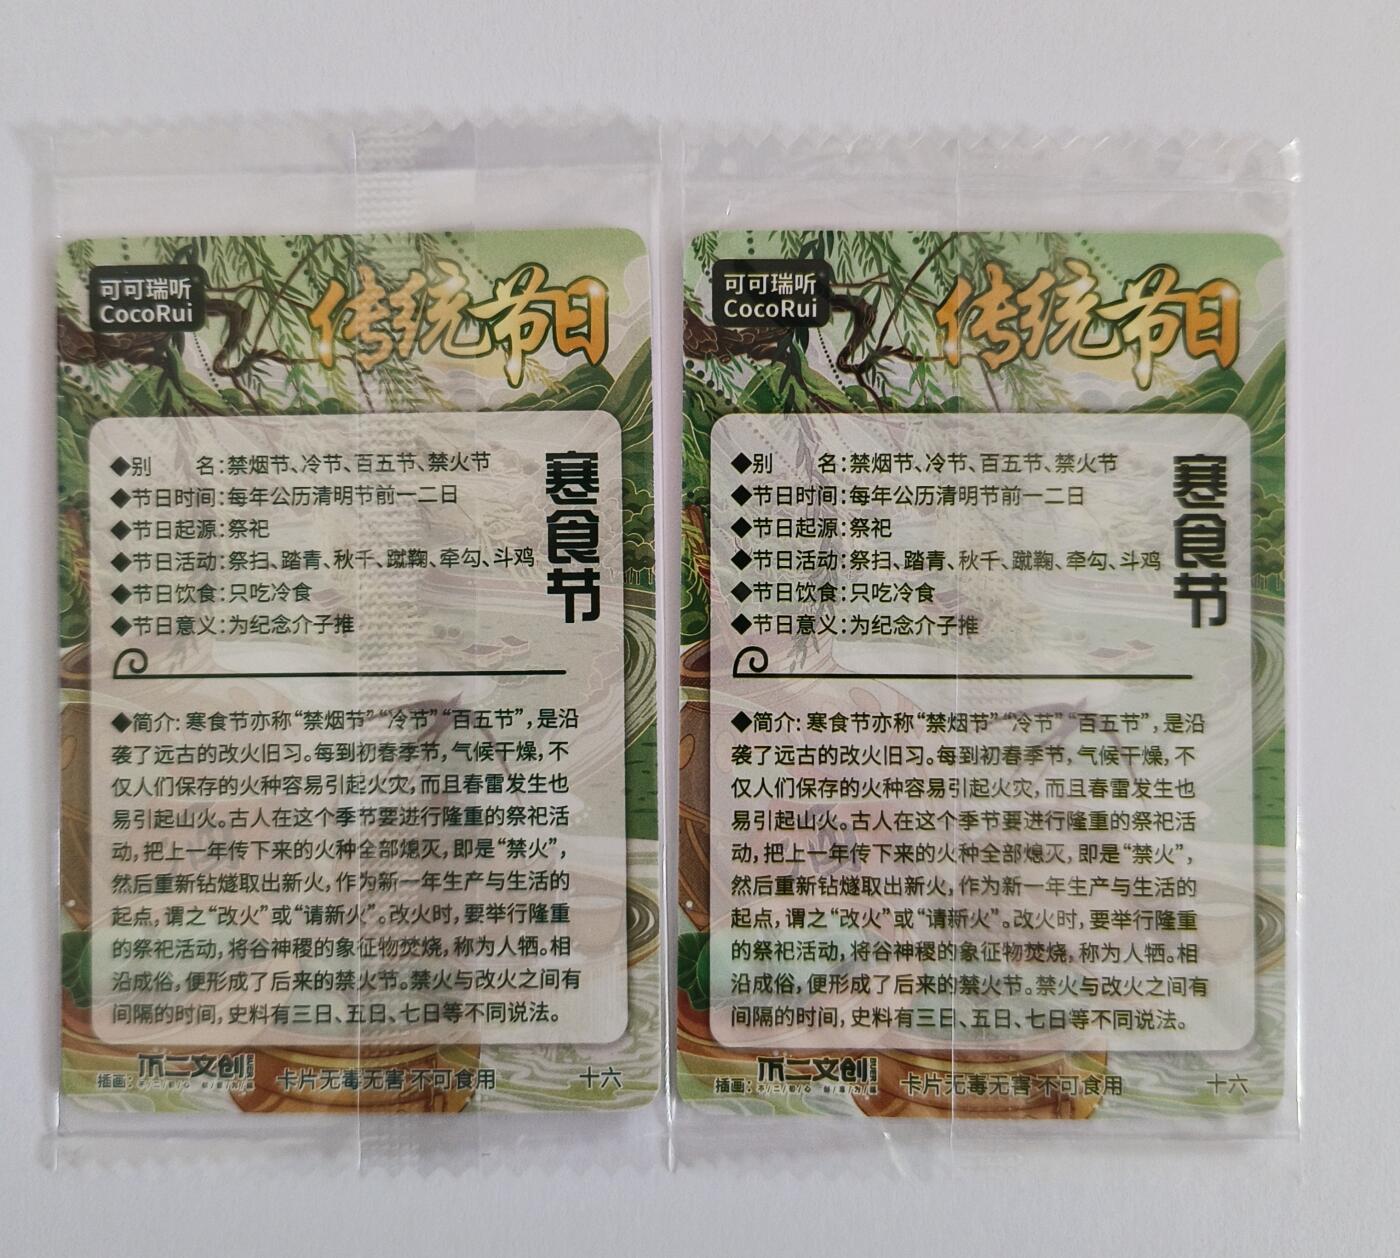 可可瑞听
CocoRui
传统节日
寒食节
◆别　　名:禁烟节、冷节、百五节、禁火节
◆节日时间:每年公历清明节前一二日
◆节日起源:祭祀
◆节日活动:祭扫、踏青、秋千、蹴鞠、牵勾、斗鸡
◆节日饮食:只吃冷食
◆节日意义:为纪念介子推
◆简介: 寒食节亦称“禁烟节”“冷节”“百五节”,是沿
袭了远古的改火旧习。每到初春季节,气候干燥,不
仅人们保存的火种容易引起火灾,而且春雷发生也
易引起山火。古人在这个季节要进行隆重的祭祀活
动,把上一年传下来的火种全部熄灭,即是“禁火”,
然后重新钻燧取出新火,作为新一年生产与生活的
起点,谓之“改火”或“请新火”。改火时,要举行隆重
的祭祀活动,将谷神稷的象征物焚烧,称为人牺。相
沿成俗,便形成了后来的禁火节。禁火与改火之间有
间隔的时间,史料有三日、五日、七日等不同说法。
插画: 不二文创
卡片无毒无害 不可食用
十六
可可瑞听
CocoRui
传统节日
寒食节
◆别　　名:禁烟节、冷节、百五节、禁火节
◆节日时间:每年公历清明节前一二日
◆节日起源:祭祀
◆节日活动:祭扫、踏青、秋千、蹴鞠、牵勾、斗鸡
◆节日饮食:只吃冷食
◆节日意义:为纪念介子推
◆简介: 寒食节亦称“禁烟节”“冷节”“百五节”,是沿
袭了远古的改火旧习。每到初春季节,气候干燥,不
仅人们保存的火种容易引起火灾,而且春雷发生也
易引起山火。古人在这个季节要进行隆重的祭祀活
动,把上一年传下来的火种全部熄灭,即是“禁火”,
然后重新钻燧取出新火,作为新一年生产与生活的
起点,谓之“改火”或“请新火”。改火时,要举行隆重
的祭祀活动,将谷神稷的象征物焚烧,称为人牺。相
沿成俗,便形成了后来的禁火节。禁火与改火之间有
间隔的时间,史料有三日、五日、七日等不同说法。
插画: 不二文创
卡片无毒无害 不可食用
十六